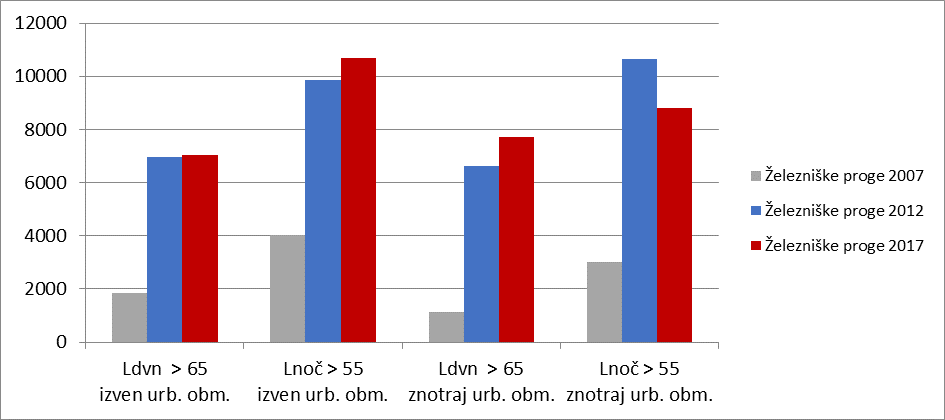 12000
10000
8000
6000
4000
2000
0
Ldvn > 65
izven urb. obm.
Lnoč > 55
izven urb. obm.
Ldvn > 65
znotraj urb. obm.
Lnoč > 55
znotraj urb. obm.
Železniške proge 2007
Železniške proge 2012
Železniške proge 2017